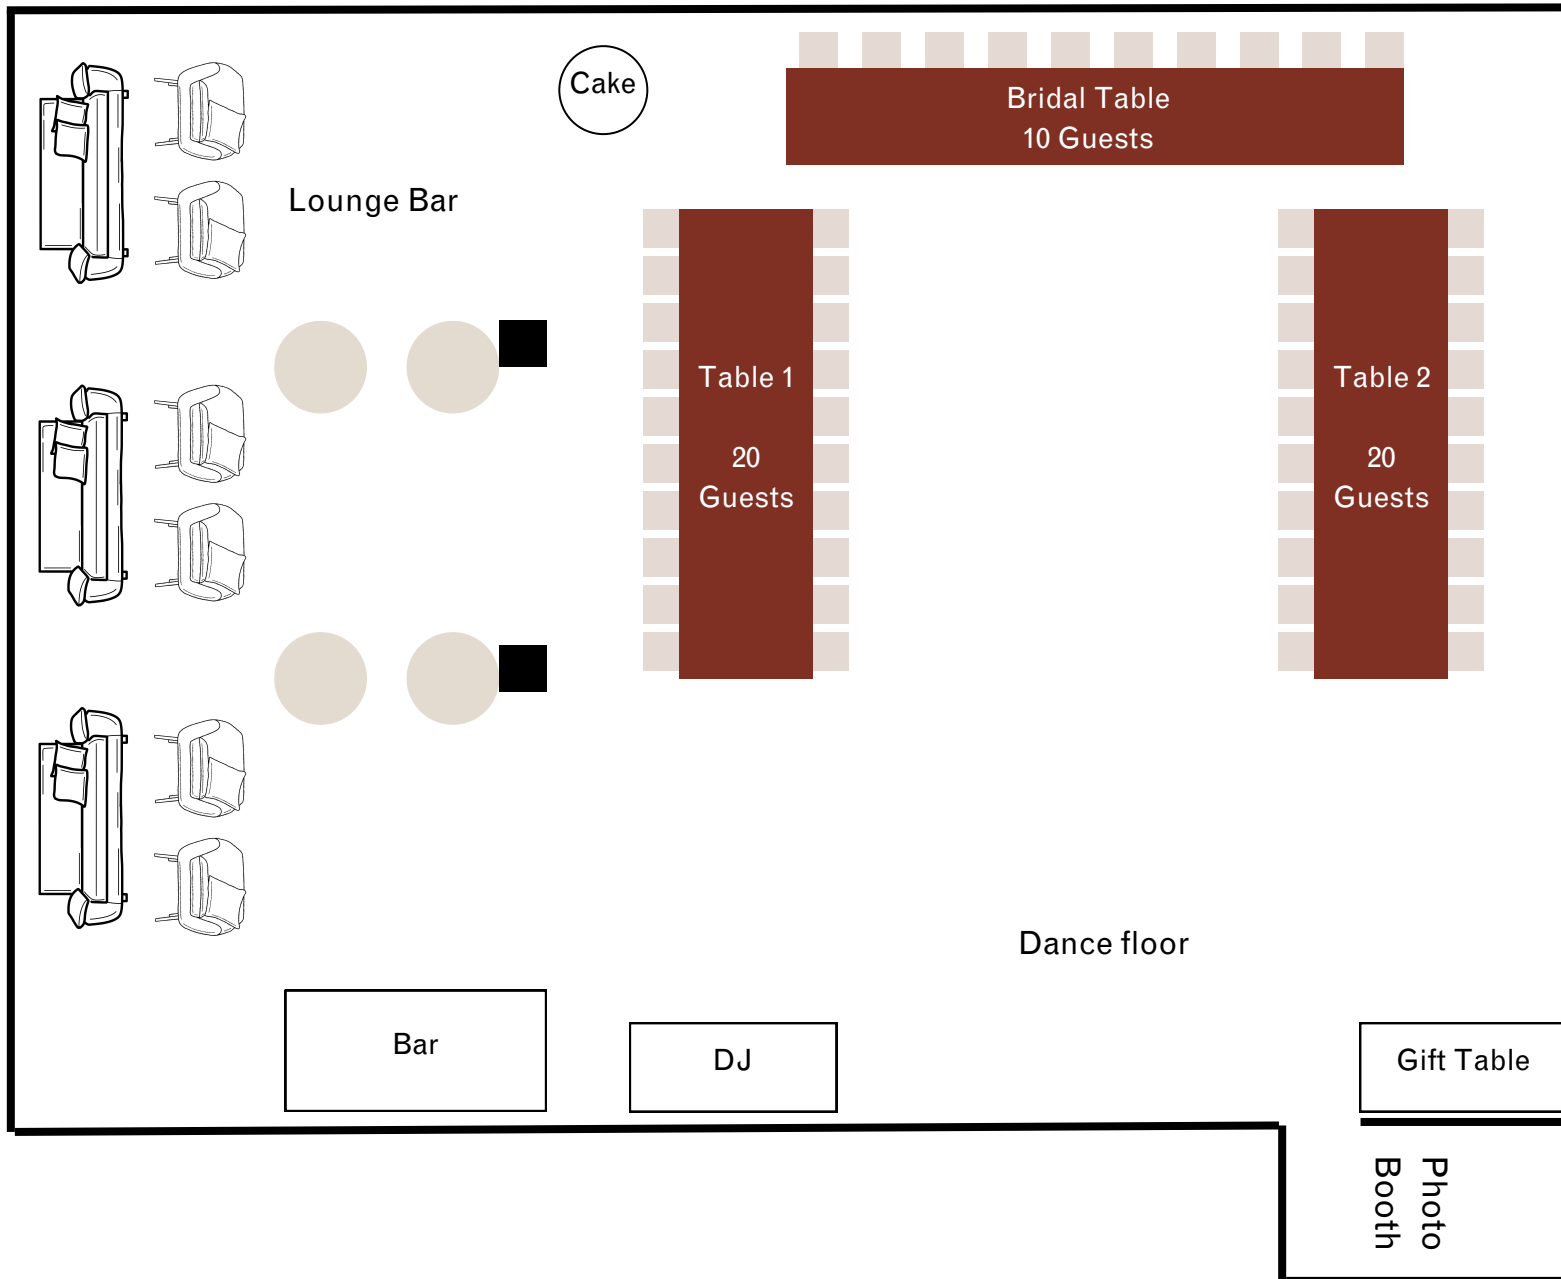 Cake
Bridal Table
10 Guests
Lounge Bar
Table 1
20
Guests
Table 2
20
Guests
Dance floor
Bar
DJ
Gift Table
Photo
Booth